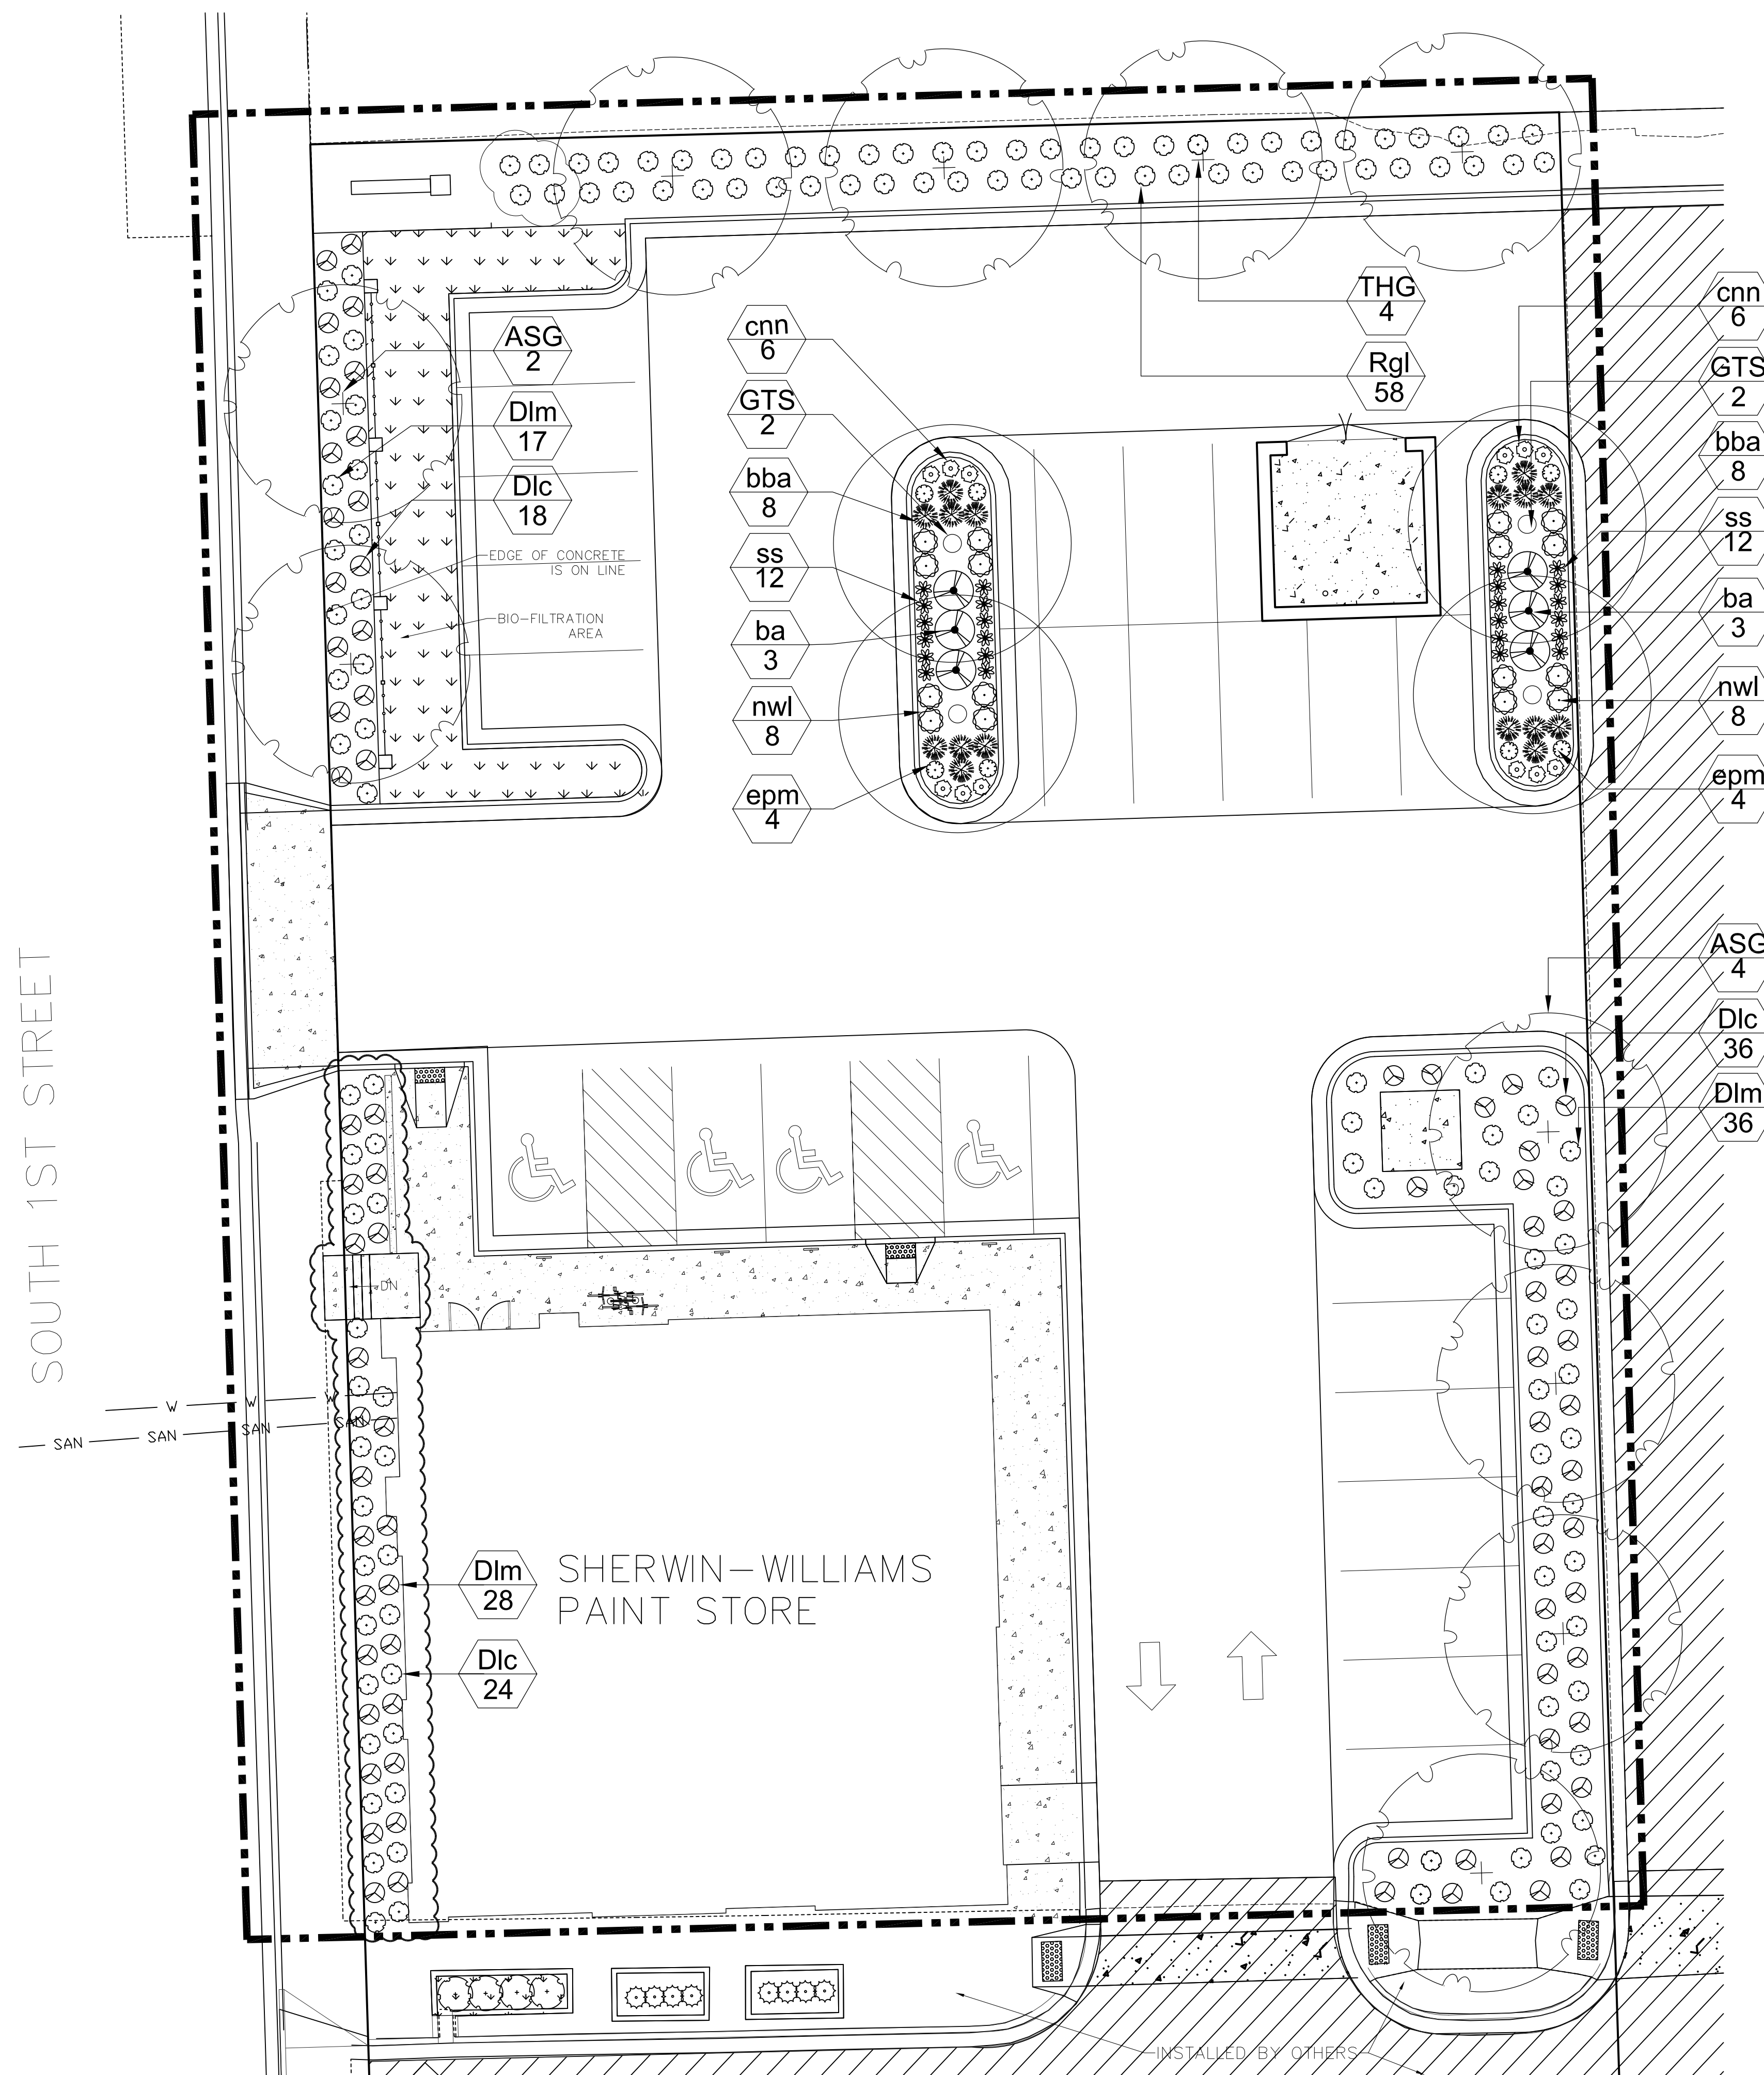 THG
4
Rgl
58
cnn
6
GTS
2
bba
8
ss
12
ba
3
nwl
8
epm
4
cnn
6
GTS
2
bba
8
ss
12
ba
3
nwl
8
epm
4
ASG
2
Dlm
17
Dlc
18
EDGE OF CONCRETE
IS ON LINE
BIO-FILTRATION
AREA
ASG
4
Dlc
36
Dlm
36
SOUTH 1ST STREET
DN
W
W
W
SAN
SAN
SAN
SAN
Dlm
28
Dlc
24
SHERWIN-WILLIAMS
PAINT STORE
INSTALLED BY OTHERS